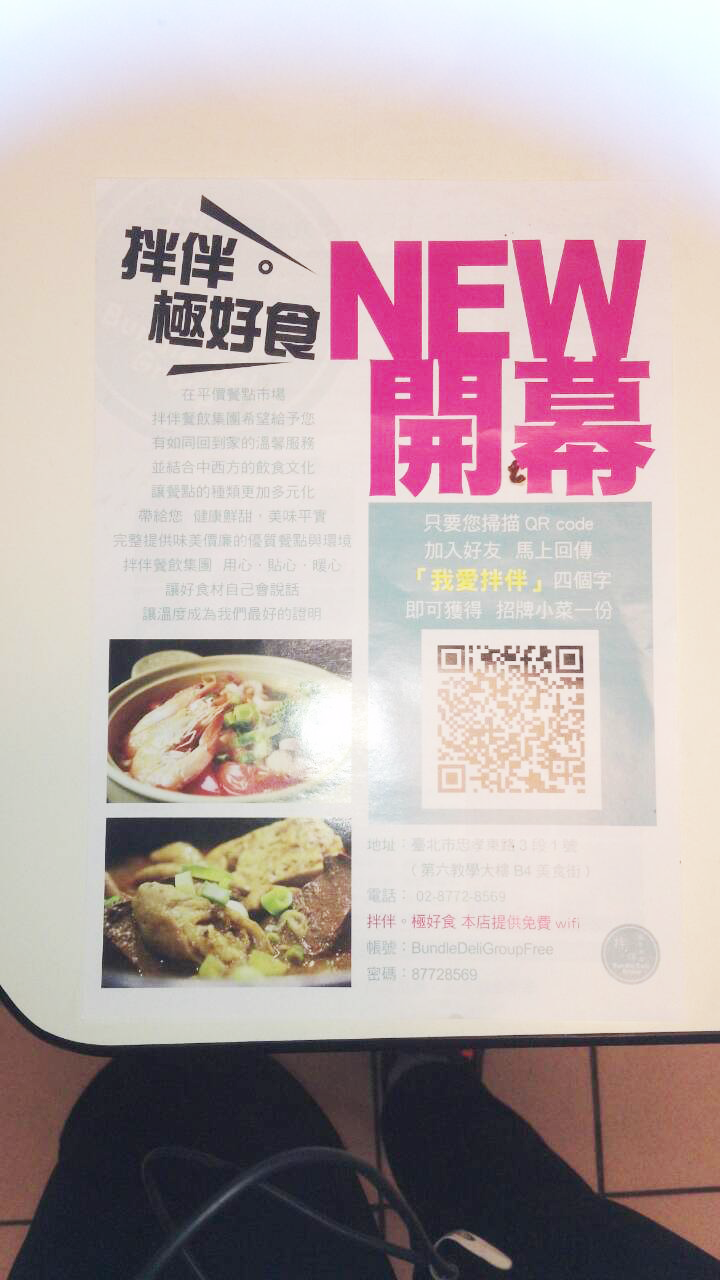 拌伴。
極好食
NEW
開幕
在平價餐點市場
拌伴餐飲集團希望給予您
有如同回到家的溫馨服務
並結合中西方的飲食文化
讓餐點的種類更加多元化
帶給您 健康鮮甜．美味平實
完整提供味美價廉的優質餐點與環境
拌伴餐飲集團 用心．貼心．暖心
讓好食材自己會說話
讓溫度成為我們最好的證明
只要您掃描 QR code
加入好友 馬上回傳
「我愛拌伴」四個字
即可獲得 招牌小菜一份
地址：臺北市忠孝東路 3 段 1 號
（第六教學大樓 B4 美食街）
電話： 02-8772-8569
拌伴。極好食 本店提供免費 wifi
帳號：BundleDeliGroupFree
密碼：87728569